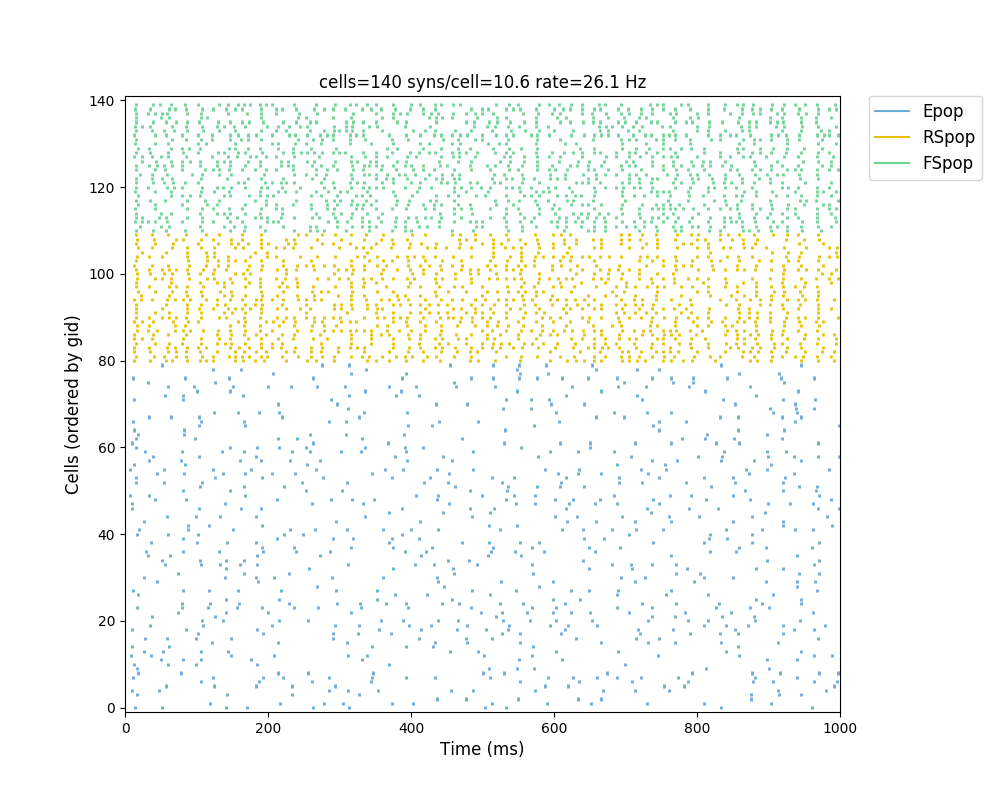 cells=140 syns/cell=10.6 rate=26.1 Hz
Epop
RSpop
FSpop
140
120
100
80
60
40
20
0
Cells (ordered by gid)
0 200 400 600 800 1000
Time (ms)